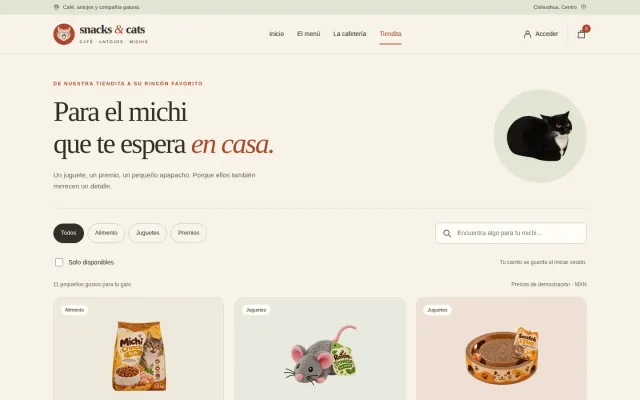 Café, antojos y compañía gatuna.
Chihuahua, Centro.
snacks & cats
CAFÉ · ANTOJOS · MICHIS
Inicio
El menú
La cafetería
Tiendita
Acceder
DE NUESTRA TIENDITA A SU RINCÓN FAVORITO
Para el michi
que te espera en casa.
Un juguete, un premio, un pequeño apapacho. Porque ellos también
merecen un detalle.
Todos
Alimento
Juguetes
Premios
Encuentra algo para tu michi...
Solo disponibles
Tu carrito se guarda al iniciar sesión.
11 pequeños gustos para tu gato
Precios de demostración · MXN
Alimento
Michi
Juguetes
Ratón
Juguetes
Scratch